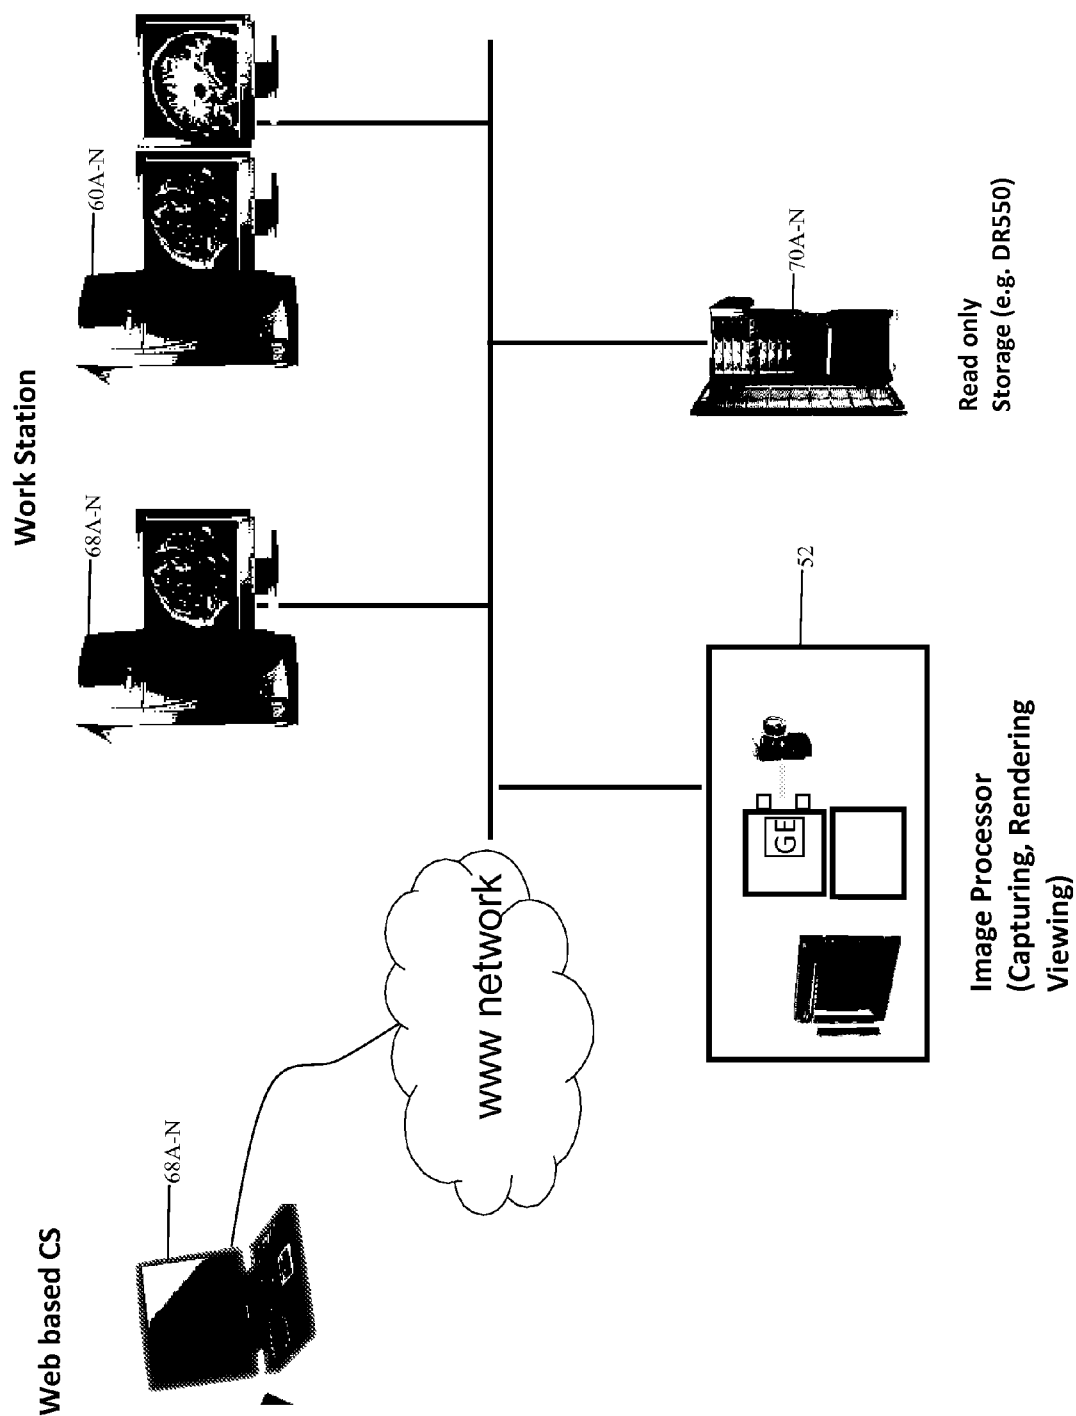 Web based CS
68A-N
Work Station
68A-N
60A-N
www network
GE
52
Image Processor
(Capturing, Rendering
Viewing)
70A-N
Read only
Storage (e.g. DR550)